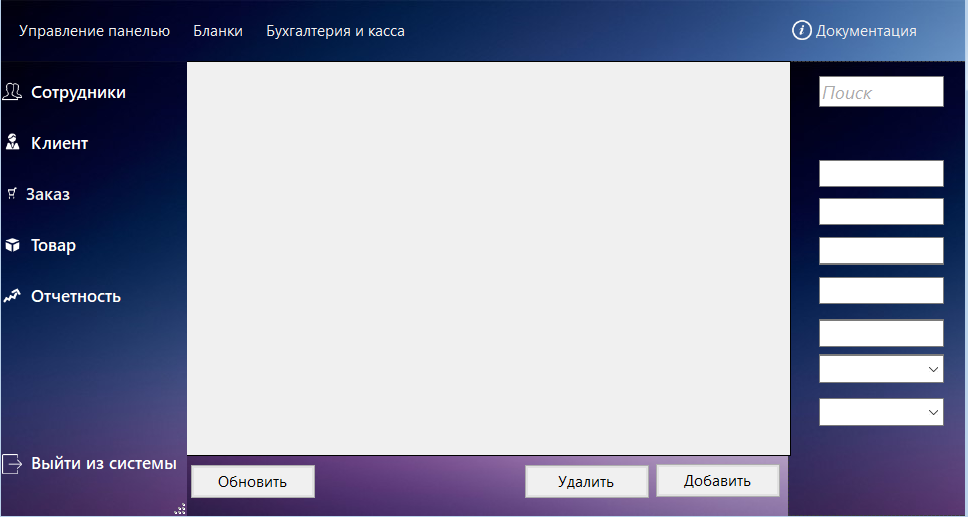 Управление панелью Бланки Бухгалтерия и касса Документация
Сотрудники
Поиск
Клиент
Заказ
Товар
Отчетность
Выйти из системы
Обновить Удалить Добавить